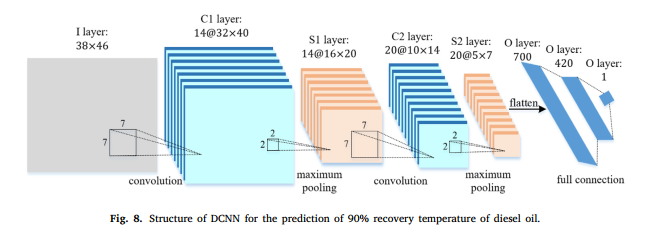 I layer:
38×46
C1 layer:
14@32×40
S1 layer:
14@16×20
C2 layer:
20@10×14
S2 layer:
20@5×7
O layer:
700
O layer:
420
O layer:
1
7
7
convolution
2
2
maximum
pooling
7
7
convolution
2
2
maximum
pooling
flatten
full connection
Fig. 8. Structure of DCNN for the prediction of 90% recovery temperature of diesel oil.